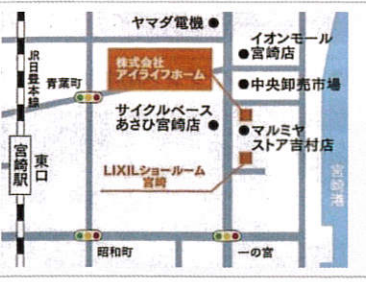 ヤマダ電機
イオンモール
宮崎店
株式会社
アイライフホーム
JR日豊本線
青葉町
中央卸売市場
サイクルベース
あさひ宮崎店
マルミヤ
ストア吉村店
宮崎駅
東口
LIXILショールーム
宮崎
宮崎港
昭和町
一の宮